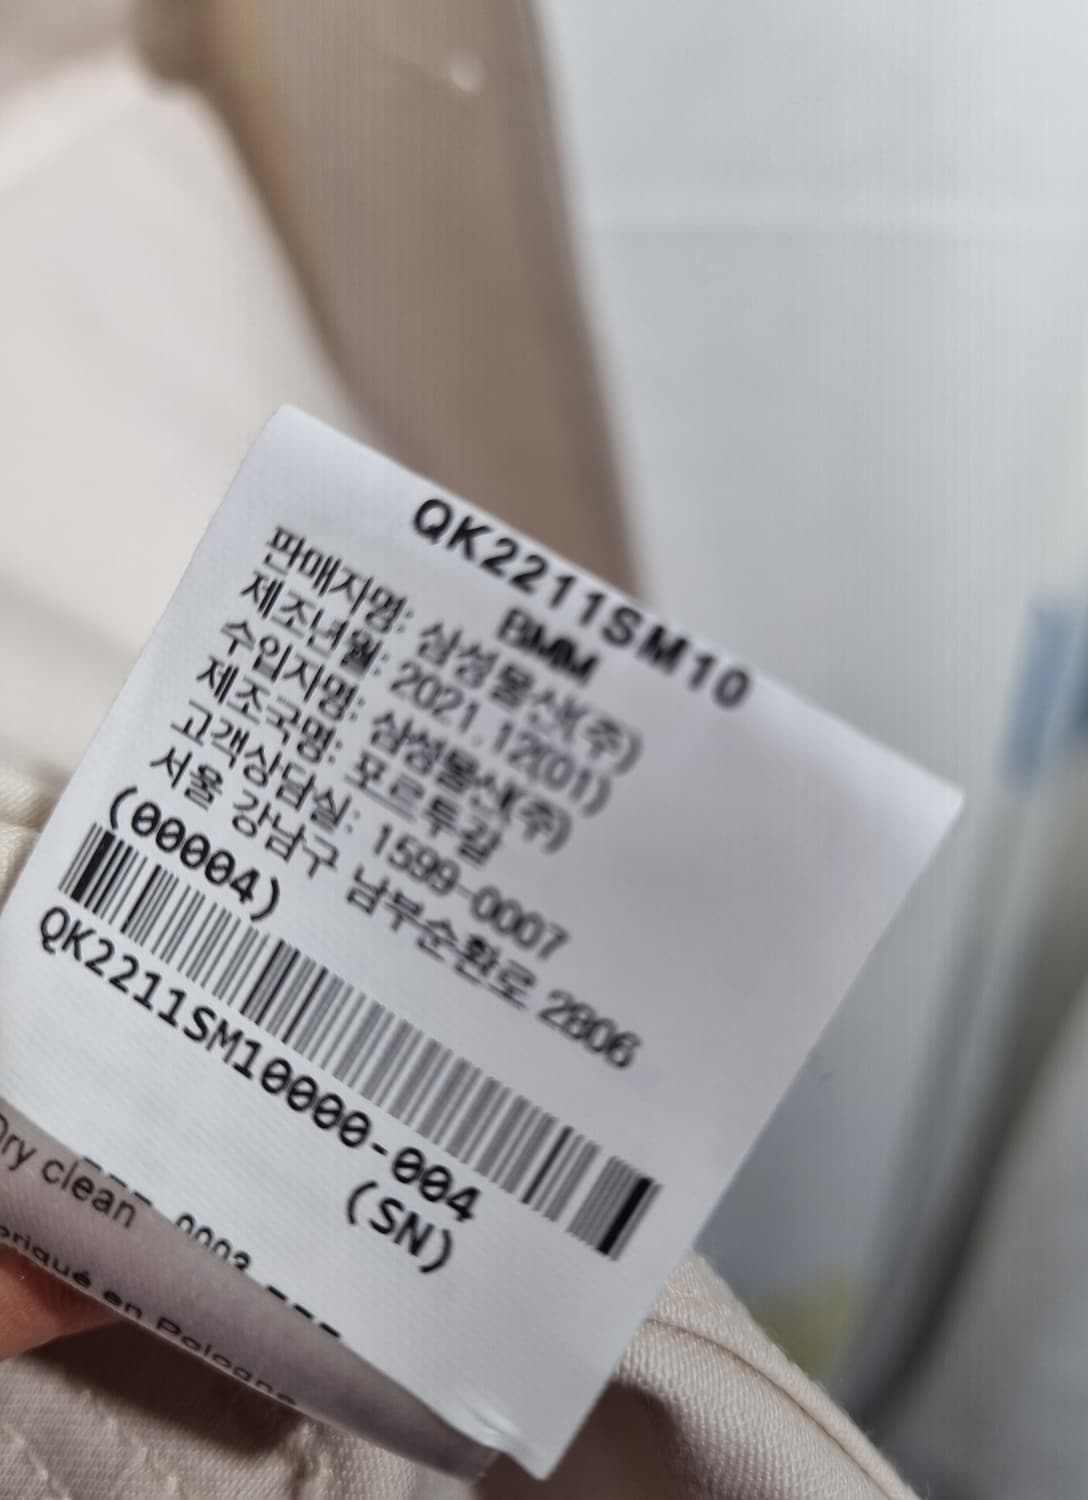 QK2211SM10
BMM
판매자명: 삼성물산(주)
제조년월: 2021.12(01)
수입자명: 삼성물산(주)
제조국명: 포르투갈
고객상담실: 1599-0007
서울 강남구 남부순환로 2806
(00004)
QK2211SM10000-004
(SN)
Dry clean
--- 0003 ---
en Pologne